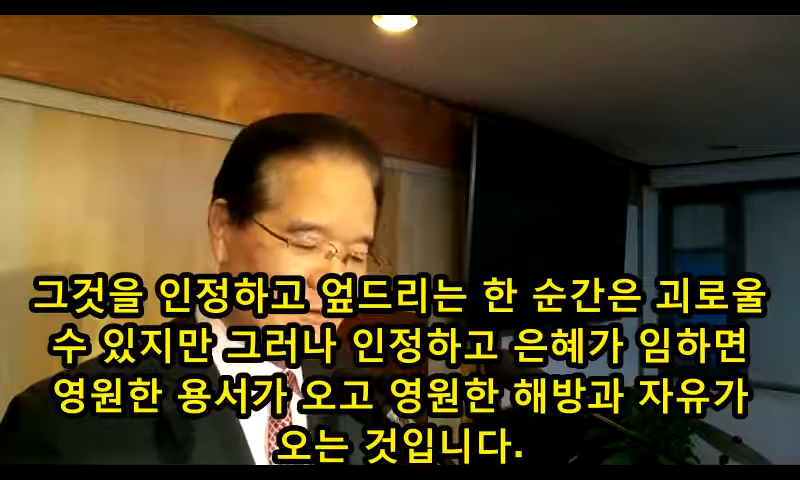 그것을 인정하고 엎드리는 한 순간은 괴로울
수 있지만 그러나 인정하고 은혜가 임하면
영원한 용서가 오고 영원한 해방과 자유가
오는 것입니다.